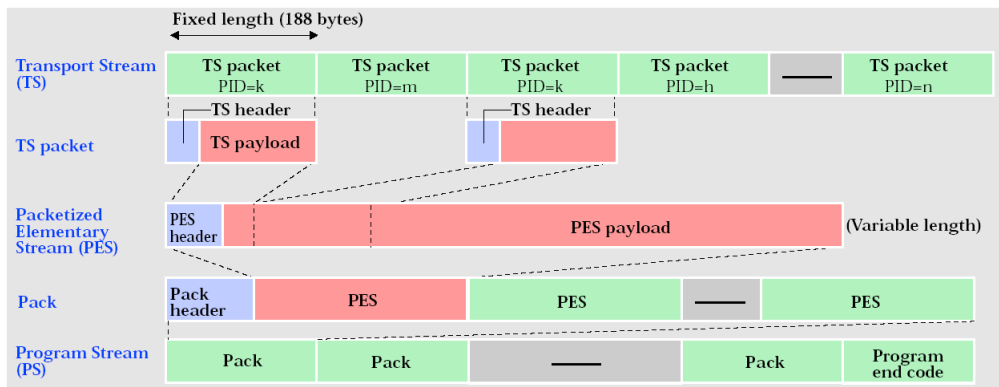 Fixed length (188 bytes)
Transport Stream
(TS)
TS packet
PID=k
TS packet
PID=m
TS packet
PID=k
TS packet
PID=h
TS packet
PID=n
TS header
TS header
TS packet
TS payload
Packetized
Elementary
Stream (PES)
PES
header
PES payload
(Variable length)
Pack
Pack
header
PES
PES
PES
Program Stream
(PS)
Pack
Pack
Pack
Program
end code